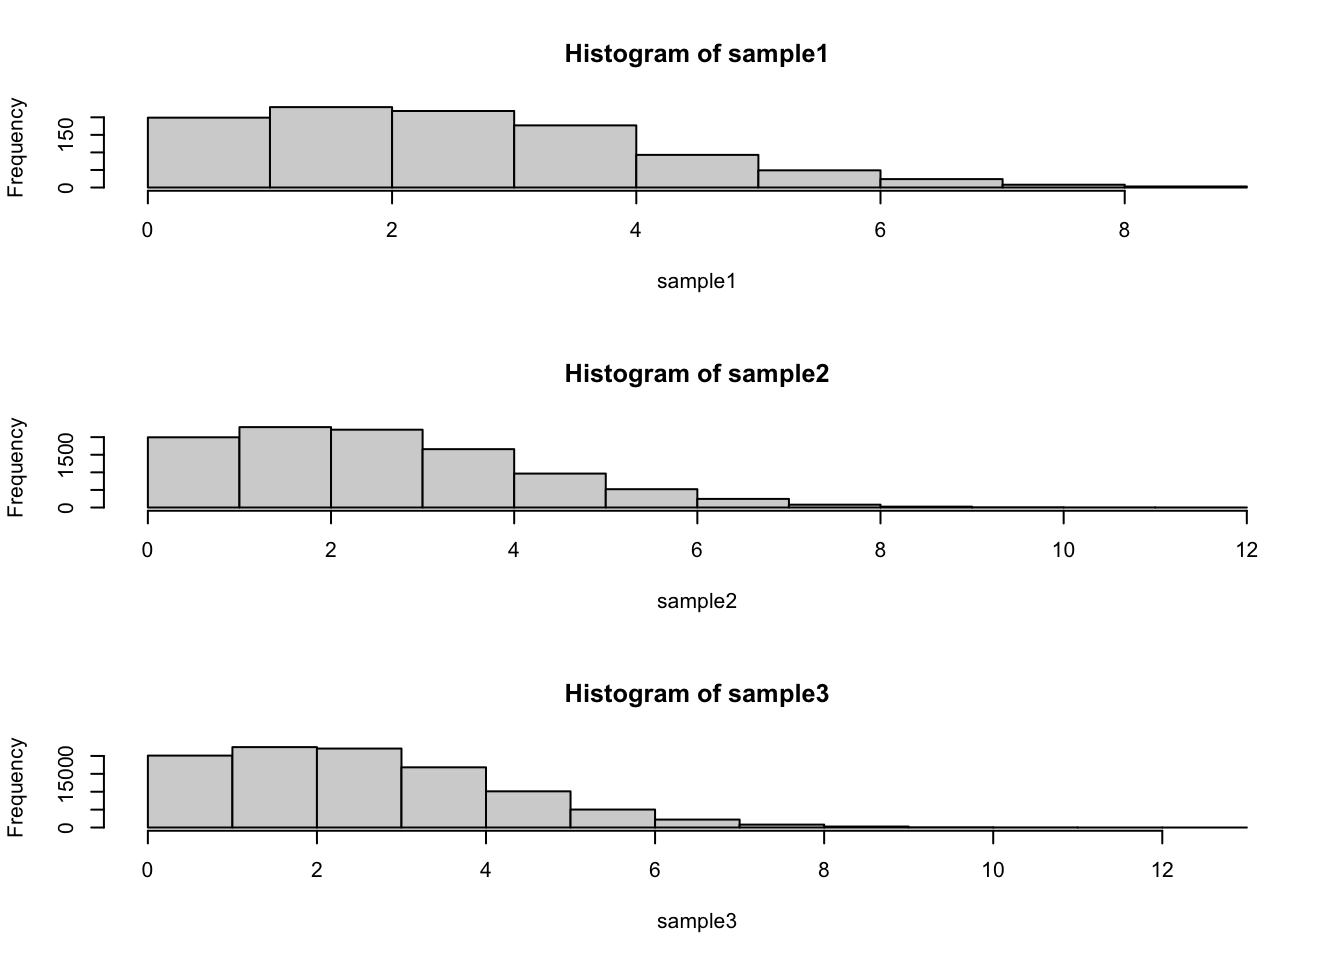 Histogram of sample1
Frequency
150
0
0 2 4 6 8
sample1
Histogram of sample2
Frequency
1500
0
0 2 4 6 8 10 12
sample2
Histogram of sample3
Frequency
15000
0
0 2 4 6 8 10 12
sample3